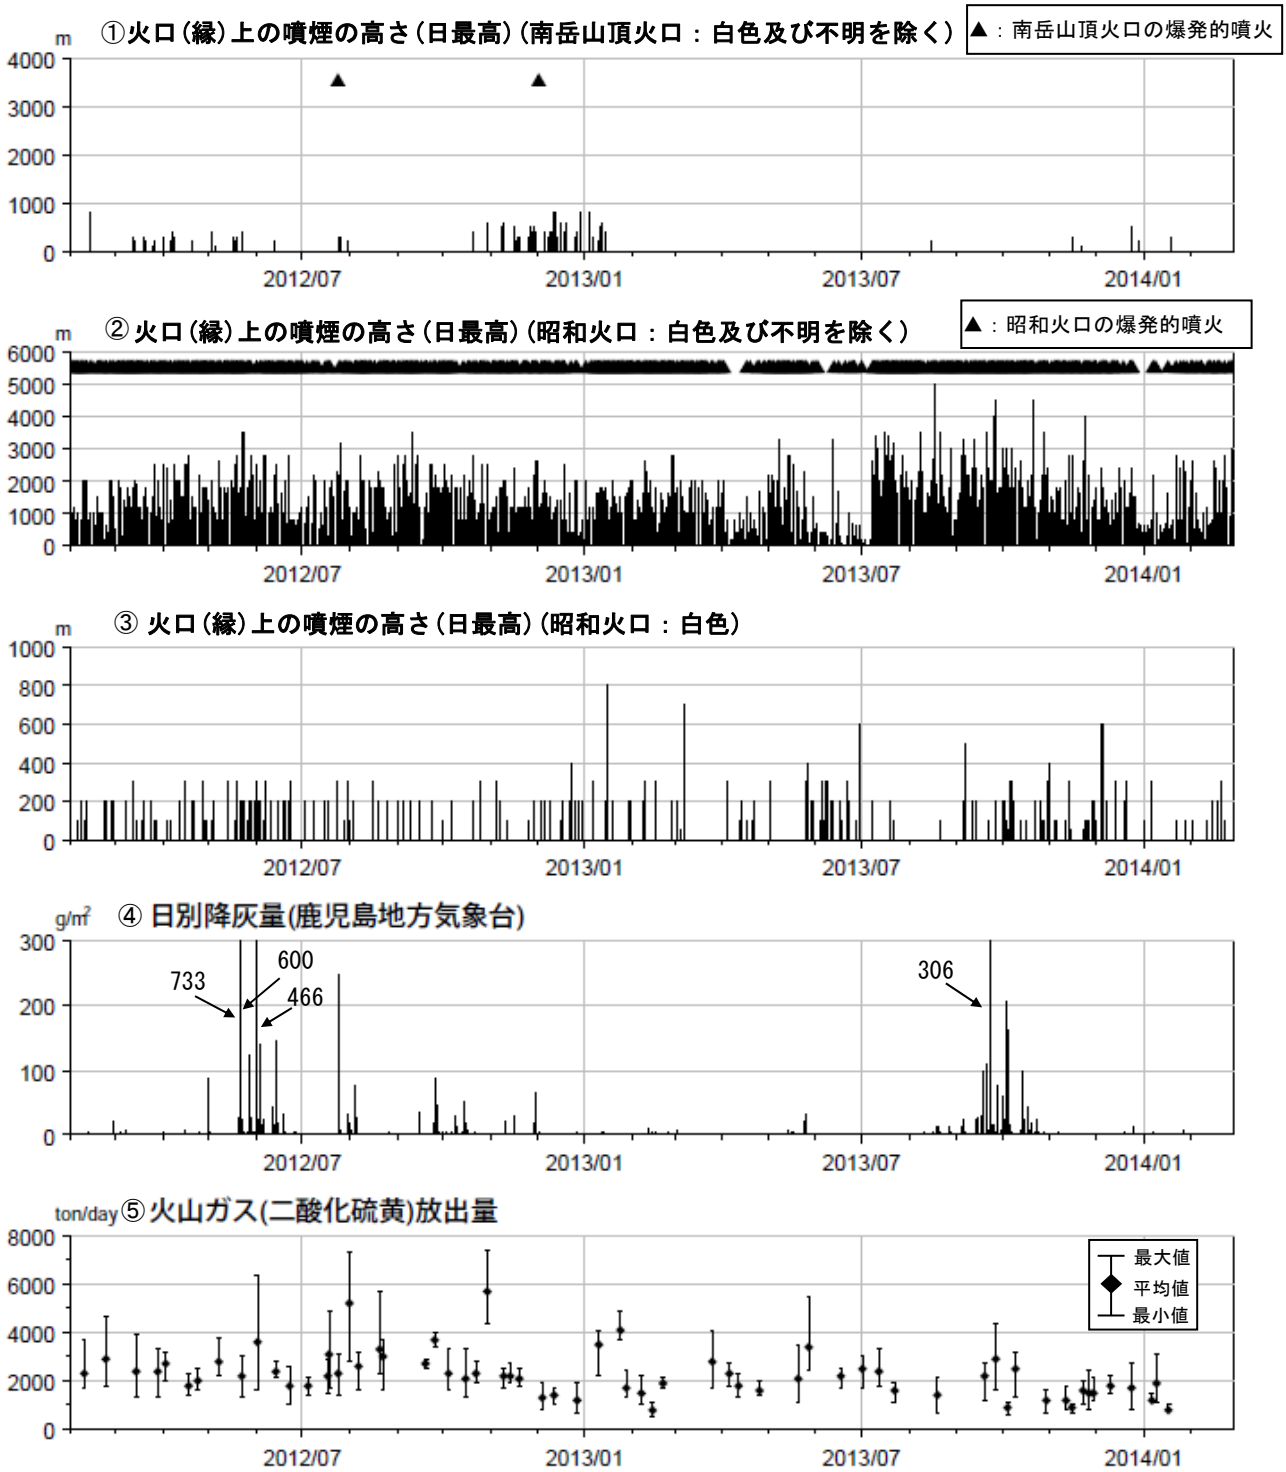 ①火口(縁)上の噴煙の高さ(日最高)(南岳山頂火口：白色及び不明を除く)
▲：南岳山頂火口の爆発的噴火
m
4000
3000
2000
1000
0
2012/07 2013/01 2013/07 2014/01
②火口(縁)上の噴煙の高さ(日最高)(昭和火口：白色及び不明を除く)
▲：昭和火口の爆発的噴火
m
6000
5000
4000
3000
2000
1000
0
2012/07 2013/01 2013/07 2014/01
③火口(縁)上の噴煙の高さ(日最高)(昭和火口：白色)
m
1000
800
600
400
200
0
2012/07 2013/01 2013/07 2014/01
g/㎡ ④日別降灰量(鹿児島地方気象台)
300
200
100
0
733
600
466
306
2012/07 2013/01 2013/07 2014/01
ton/day ⑤火山ガス(二酸化硫黄)放出量
8000
6000
4000
2000
0
最大値
平均値
最小値
2012/07 2013/01 2013/07 2014/01